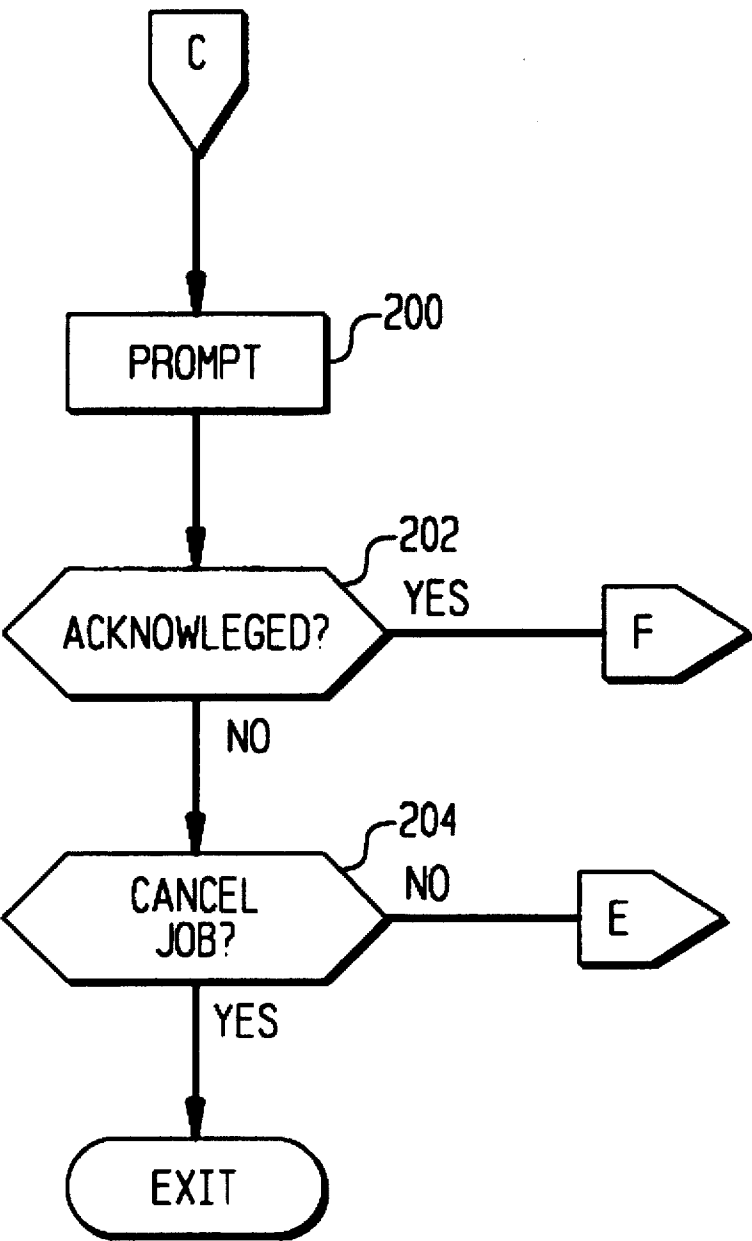 C
200
PROMPT
202
YES
ACKNOWLEGED?
F
NO
204
NO
CANCEL
JOB?
E
YES
EXIT